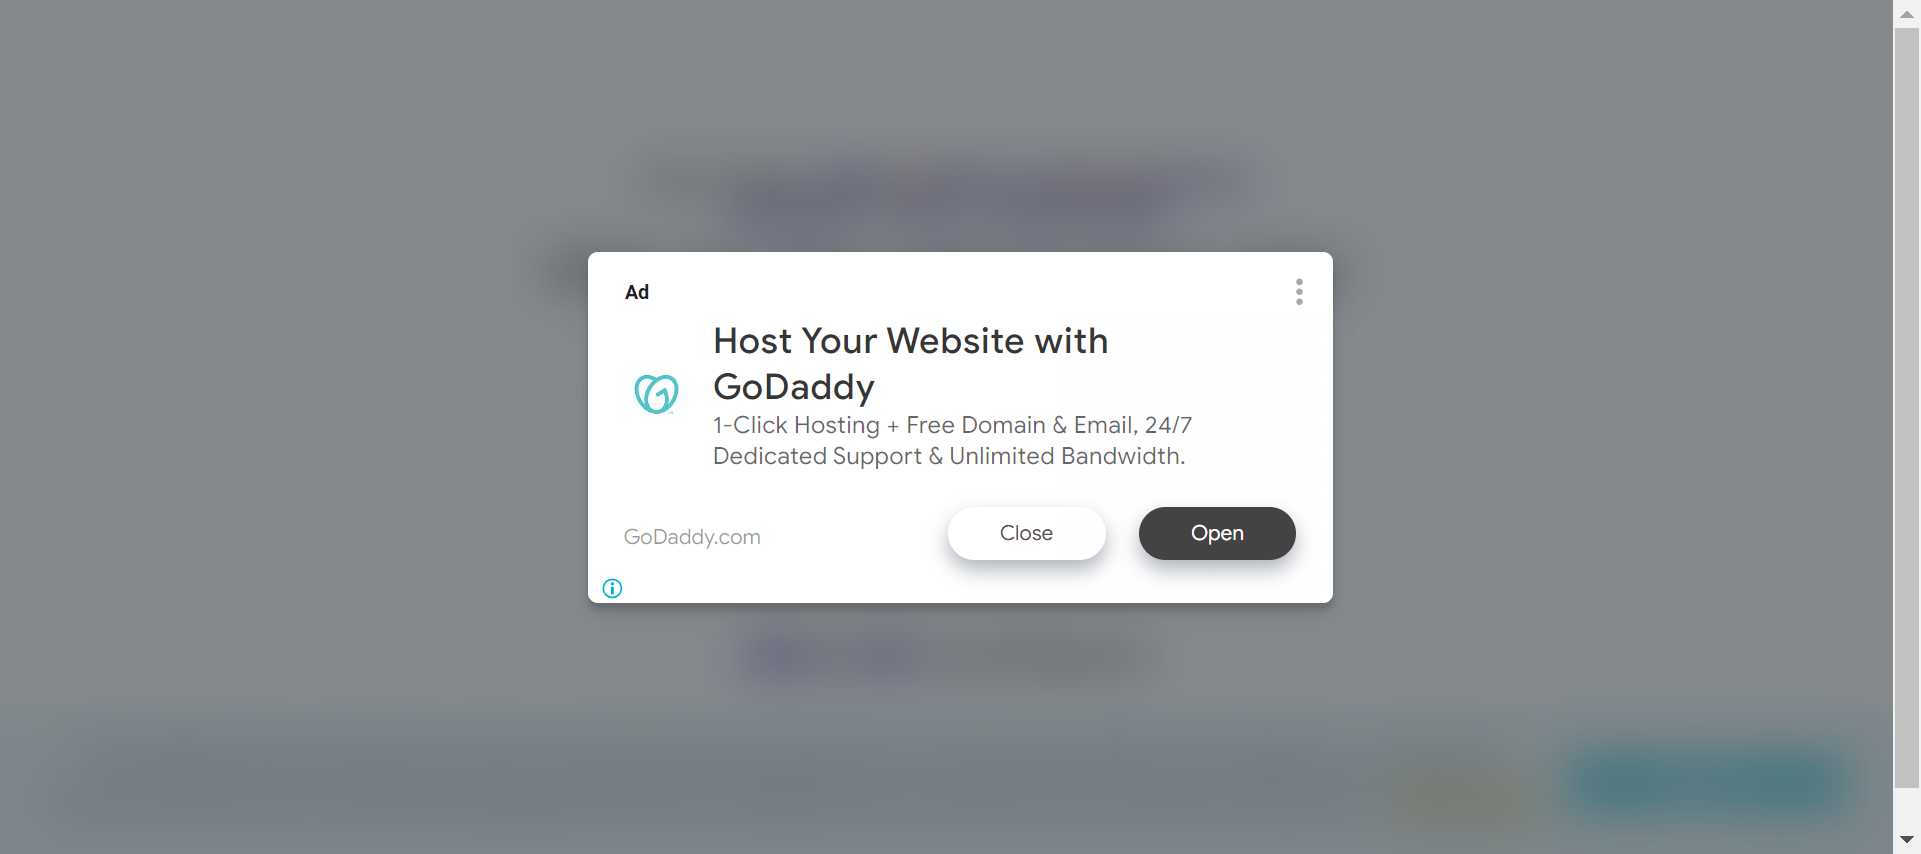 Ad
Host Your Website with
GoDaddy
1-Click Hosting + Free Domain & Email, 24/7
Dedicated Support & Unlimited Bandwidth.
GoDaddy.com
Close
Open